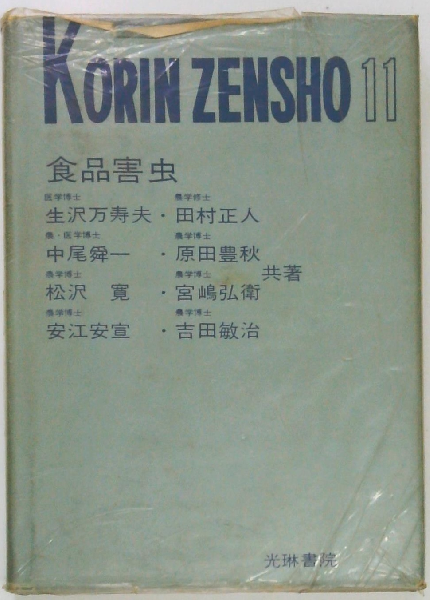 KORIN ZENSHO 11
食品害虫
医学博士 農学修士
生沢万寿夫・田村正人
農・医学博士 農学博士
中尾舜一・原田豊秋
農学博士 農学博士 共著
松沢 寛・宮嶋弘衛
農学博士 農学博士
安江安宣・吉田敏治
光琳書院